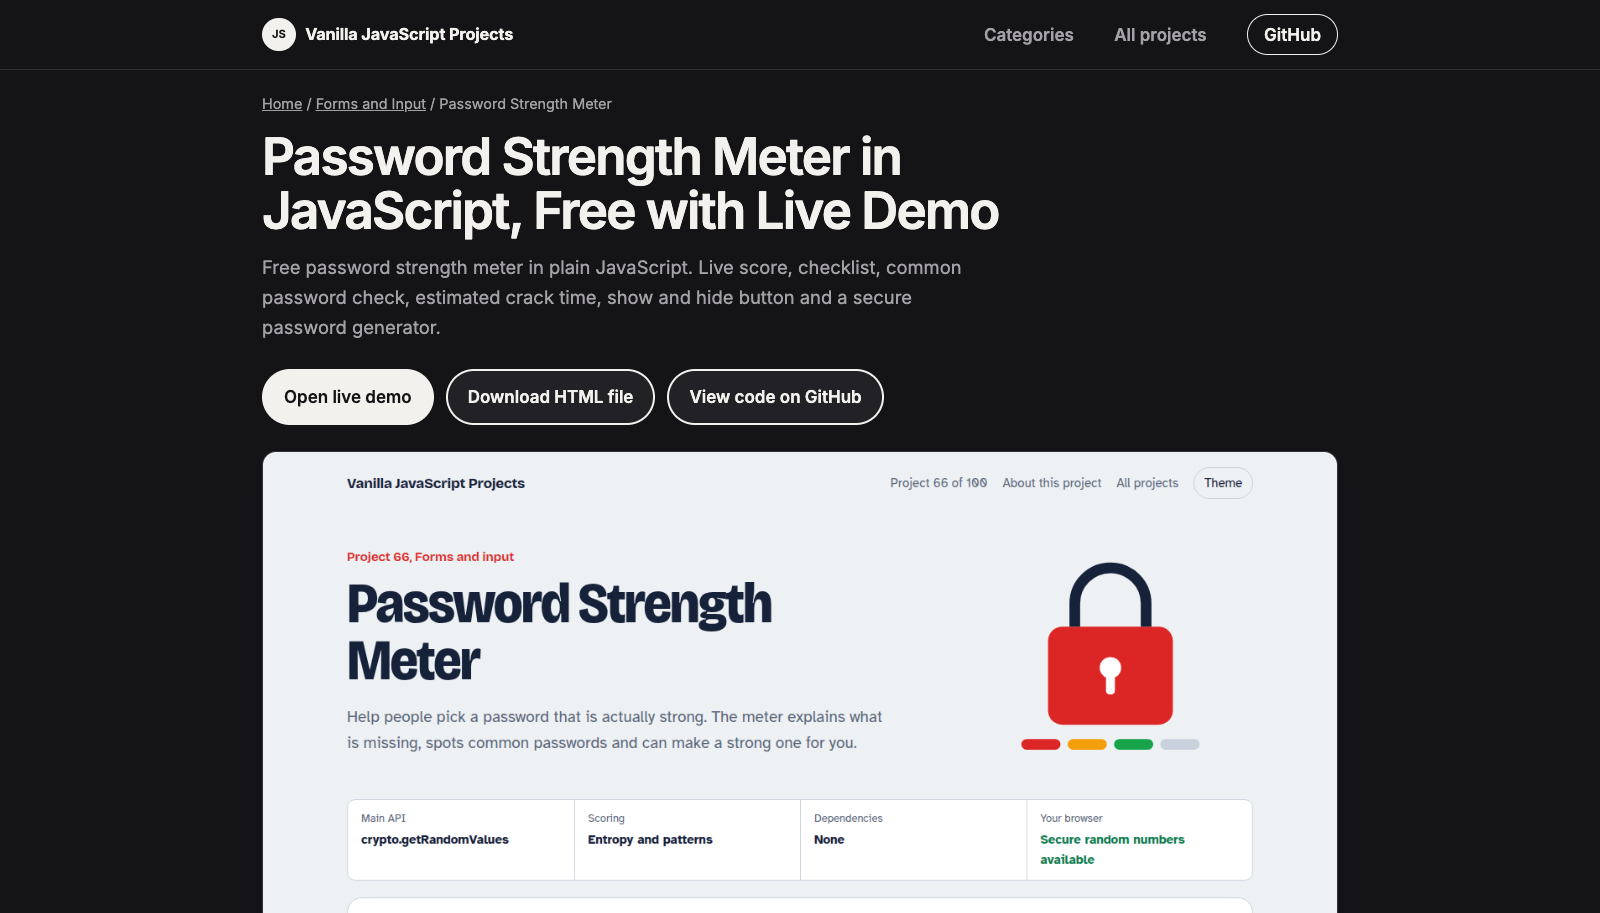 JS
Vanilla JavaScript Projects
Categories
All projects
GitHub
Home / Forms and Input / Password Strength Meter
Password Strength Meter in
JavaScript, Free with Live Demo
Free password strength meter in plain JavaScript. Live score, checklist, common
password check, estimated crack time, show and hide button and a secure
password generator.
Open live demo
Download HTML file
View code on GitHub
Vanilla JavaScript Projects
Project 66 of 100
About this project
All projects
Theme
Project 66, Forms and input
Password Strength
Meter
Help people pick a password that is actually strong. The meter explains what
is missing, spots common passwords and can make a strong one for you.
Main API
crypto.getRandomValues
Scoring
Entropy and patterns
Dependencies
None
Your browser
Secure random numbers
available